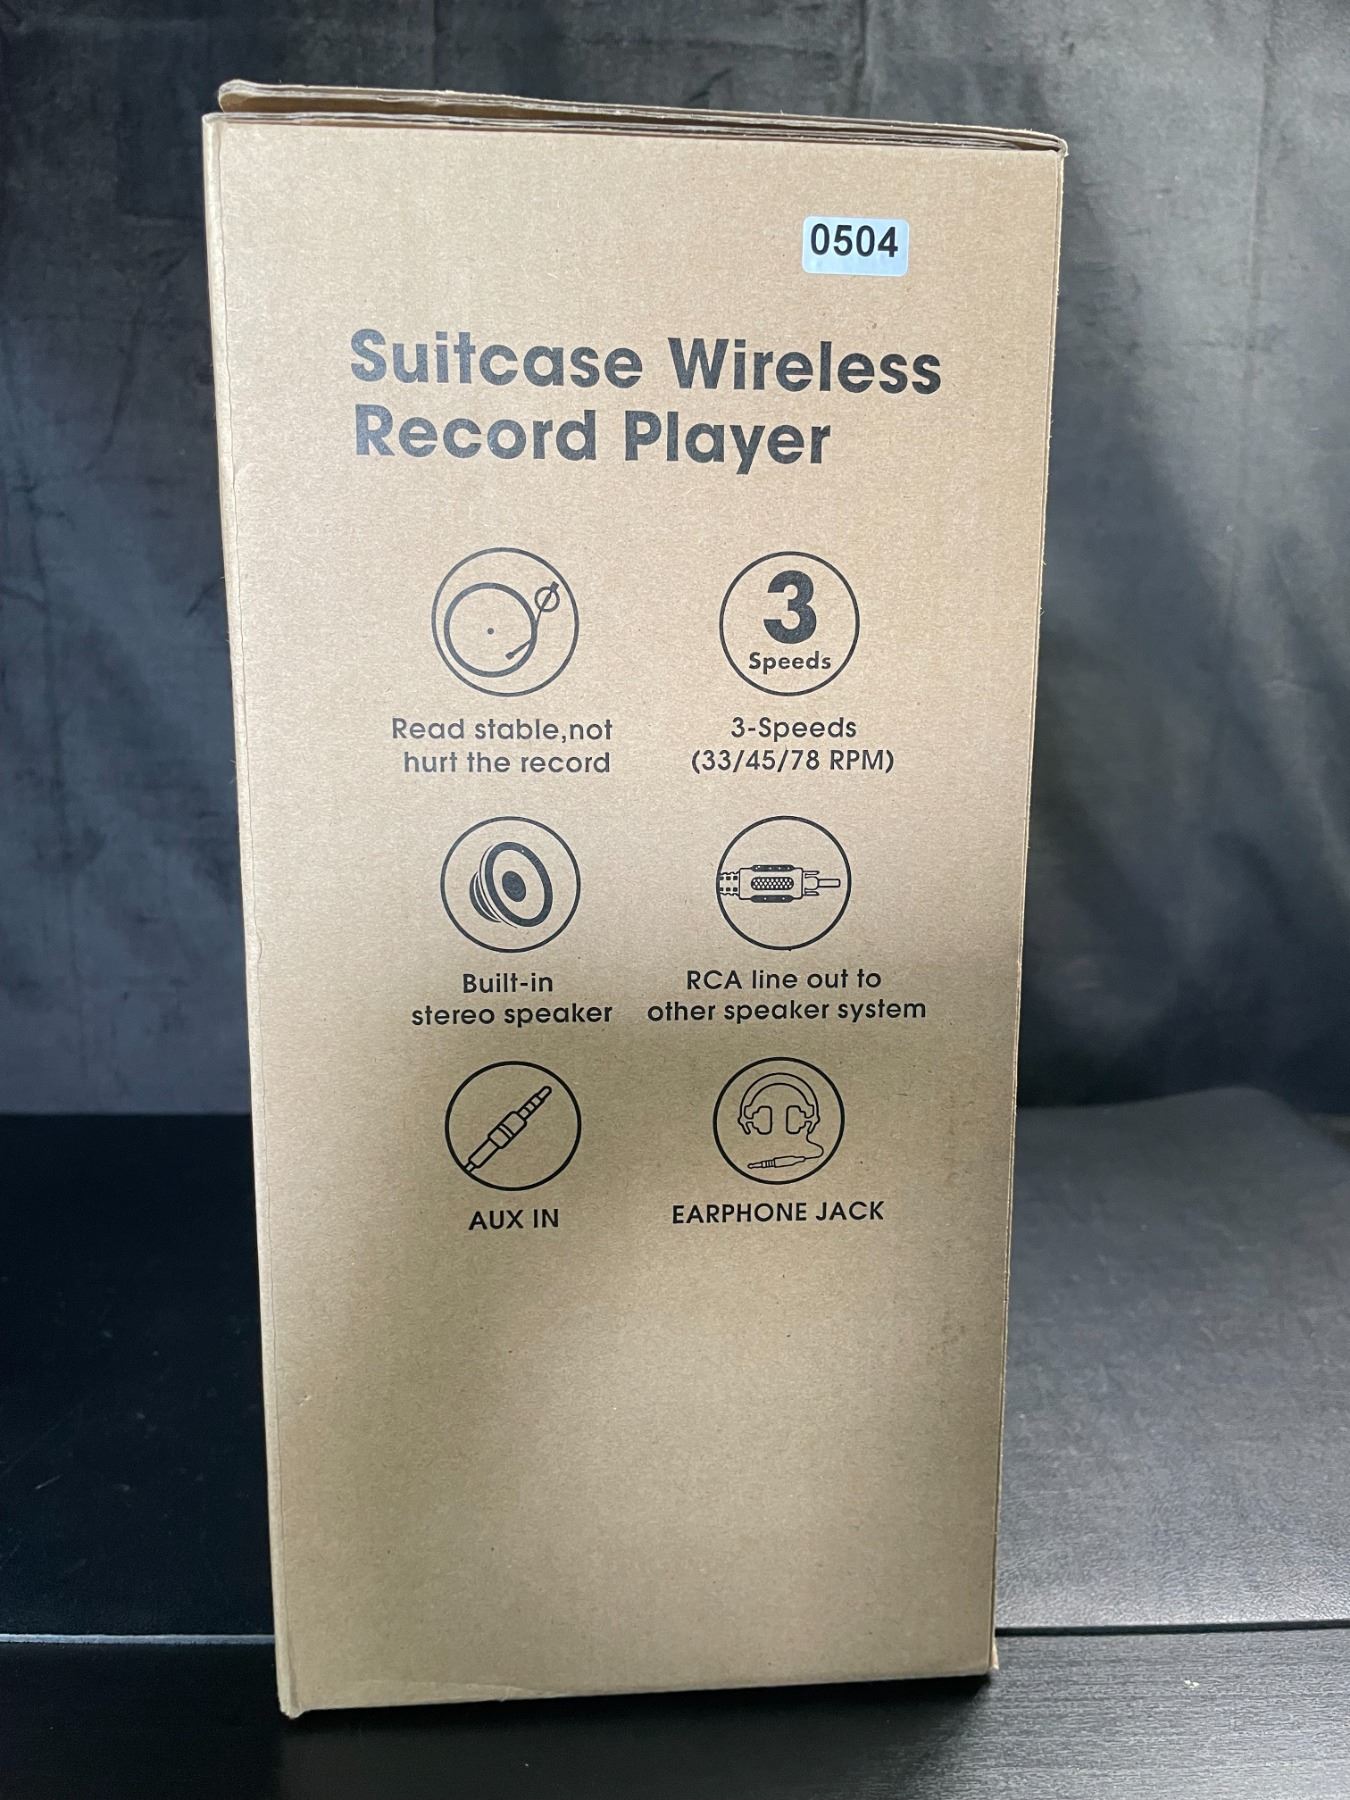 0504
Suitcase Wireless
Record Player
3
Speeds
Read stable,not
hurt the record
3-Speeds
(33/45/78 RPM)
Built-in
stereo speaker
RCA line out to
other speaker system
AUX IN
EARPHONE JACK